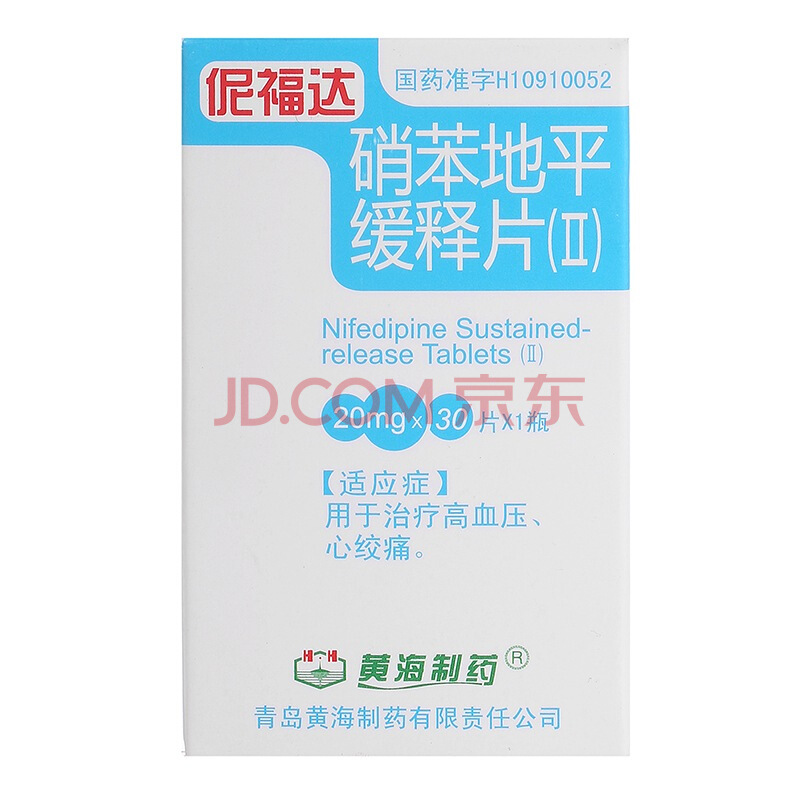 伲福达
国药准字H10910052
硝苯地平
缓释片(Ⅱ)
Nifedipine Sustained-
release Tablets (Ⅱ)
JD.COM 京东
20mg x 30 片X1瓶
【适应症】
用于治疗高血压、
心绞痛。
H H 黄海制药®
青岛黄海制药有限责任公司